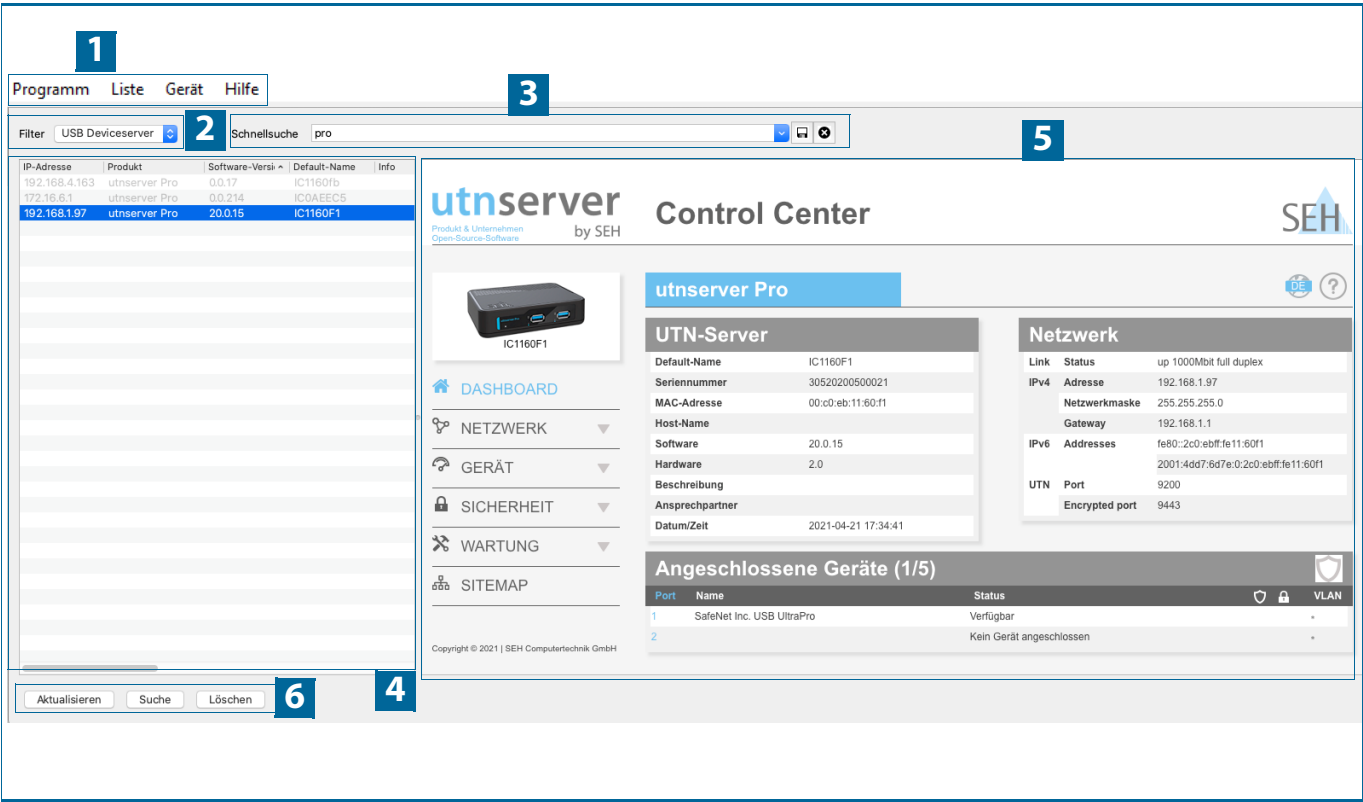 1
Programm Liste Gerät Hilfe
3
Filter USB Deviceserver 2 Schnellsuche pro
5
IP-Adresse Produkt Software-Versi Default-Name Info
192.168.4.163 utnserver Pro 0.0.17 IC1160fb
172.16.6.1 utnserver Pro 0.0.214 IC0AEEC5
192.168.1.97 utnserver Pro 20.0.15 IC1160F1
utnserver
Produkt & Unternehmen
Open-Source-Software
by SEH
Control Center
SEH
IC1160F1
DASHBOARD
NETZWERK
GERÄT
SICHERHEIT
WARTUNG
SITEMAP
Copyright © 2021 | SEH Computertechnik GmbH
utnserver Pro
DE ?
UTN-Server
Default-Name IC1160F1
Seriennummer 30520200500021
MAC-Adresse 00:c0:eb:11:60:f1
Host-Name
Software 20.0.15
Hardware 2.0
Beschreibung
Ansprechpartner
Datum/Zeit 2021-04-21 17:34:41
Netzwerk
Link Status up 1000Mbit full duplex
IPv4 Adresse 192.168.1.97
Netzwerkmaske 255.255.255.0
Gateway 192.168.1.1
IPv6 Addresses fe80::2c0:ebff:fe11:60f1
2001:4dd7:6d7e:0:2c0:ebff:fe11:60f1
UTN Port 9200
Encrypted port 9443
Angeschlossene Geräte (1/5)
Port Name Status VLAN
1 SafeNet Inc. USB UltraPro Verfügbar -
2 Kein Gerät angeschlossen -
4
Aktualisieren Suche Löschen 6